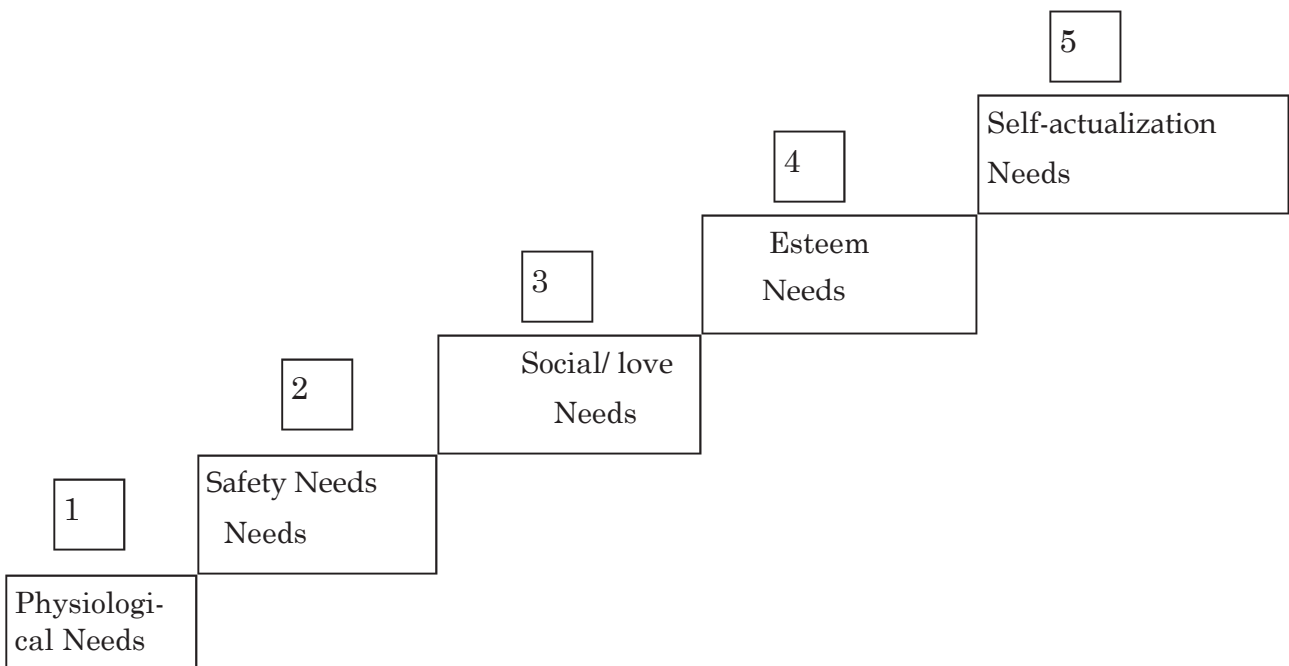 5
Self-actualization
Needs
4
Esteem
Needs
3
Social/ love
Needs
2
Safety Needs
Needs
1
Physiologi-
cal Needs